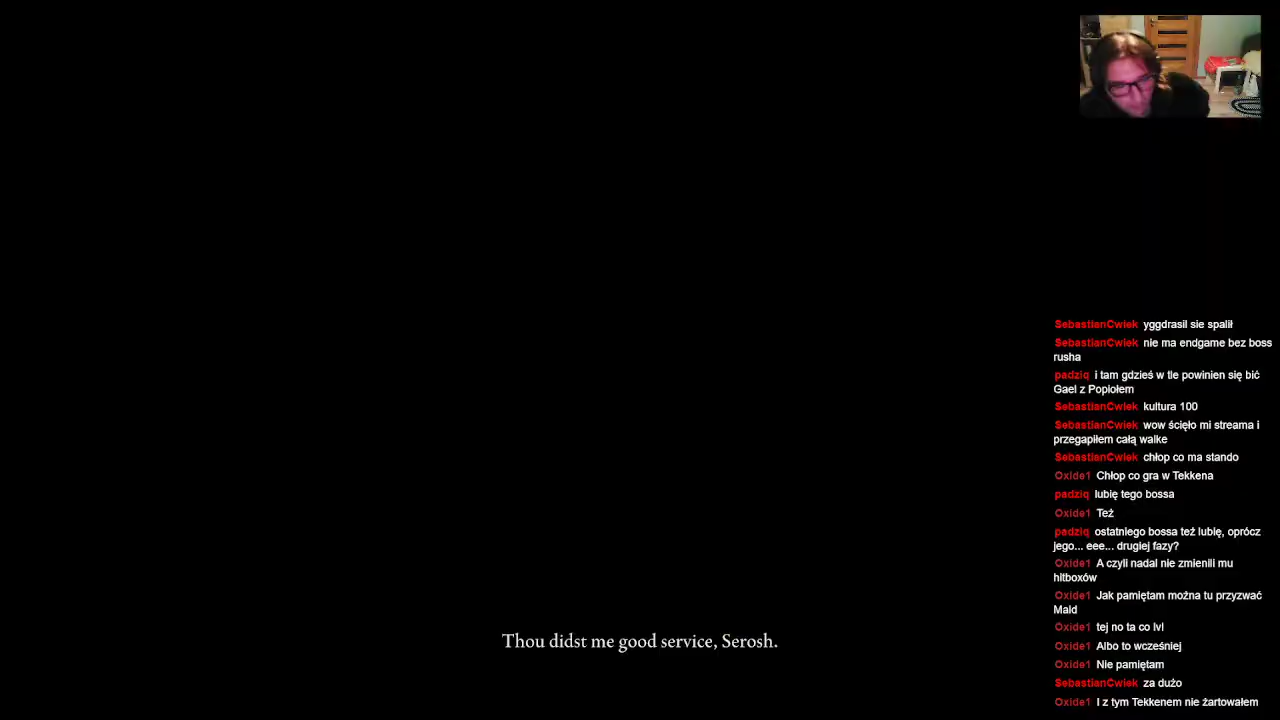 SebastianCwiek yggdrasil sie spalił
SebastianCwiek nie ma endgame bez boss
rusha
padziq i tam gdzieś w tle powinien się bić
Gael z Popiołem
SebastianCwiek kultura 100
SebastianCwiek wow ścięło mi streama i
przegapiłem całą walke
SebastianCwiek chłop co ma stando
Oxide1 Chłop co gra w Tekkena
padziq lubię tego bossa
Oxide1 Też
padziq ostatniego bossa też lubię, oprócz
jego... eee... drugiej fazy?
Oxide1 A czyli nadal nie zmienili mu
hitboxów
Oxide1 Jak pamiętam można tu przyzwać
Mald
Oxide1 tej no ta co lvl
Oxide1 Albo to wcześniej
Oxide1 Nie pamiętam
SebastianCwiek za dużo
Oxide1 I z tym Tekkenem nie żartowałem
Thou didst me good service, Serosh.